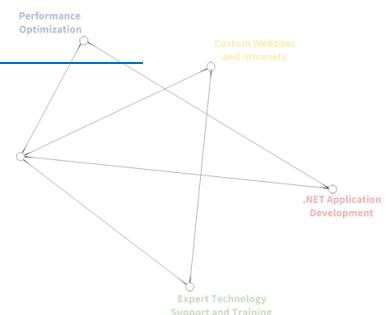 Performance
Optimization
Custom Websites
and Intranets
.NET Application
Development
Expert Technology
Support and Training